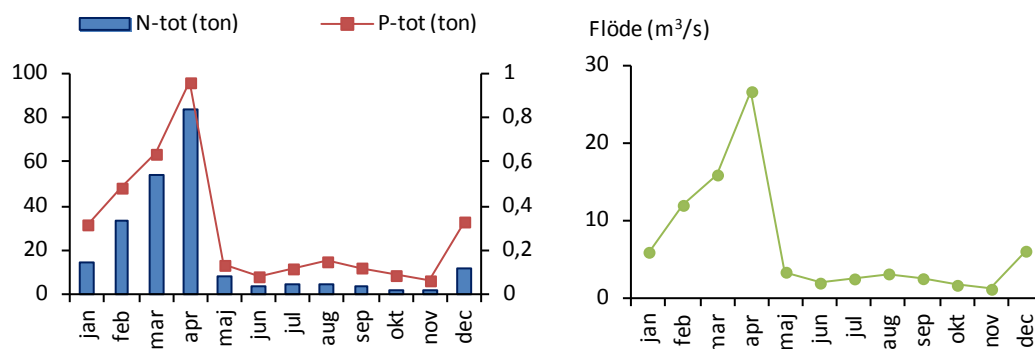 N-tot (ton) P-tot (ton)
100 1
80 0,8
60 0,6
40 0,4
20 0,2
0 0
jan feb mar apr maj jun jul aug sep okt nov dec
Flöde (m³/s)
30
20
10
0
jan feb mar apr maj jun jul aug sep okt nov dec